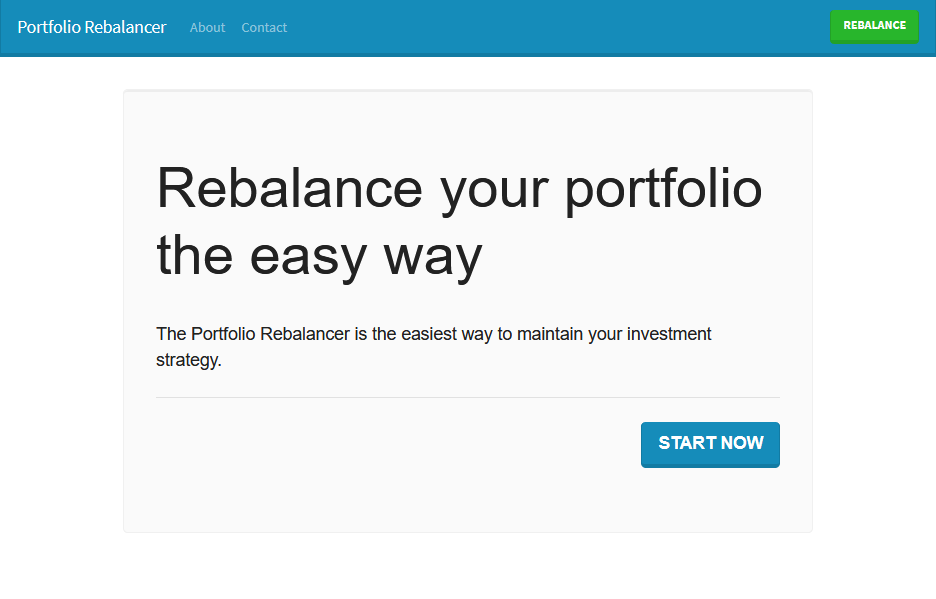 Portfolio Rebalancer About Contact REBALANCE
Rebalance your portfolio
the easy way
The Portfolio Rebalancer is the easiest way to maintain your investment
strategy.
START NOW